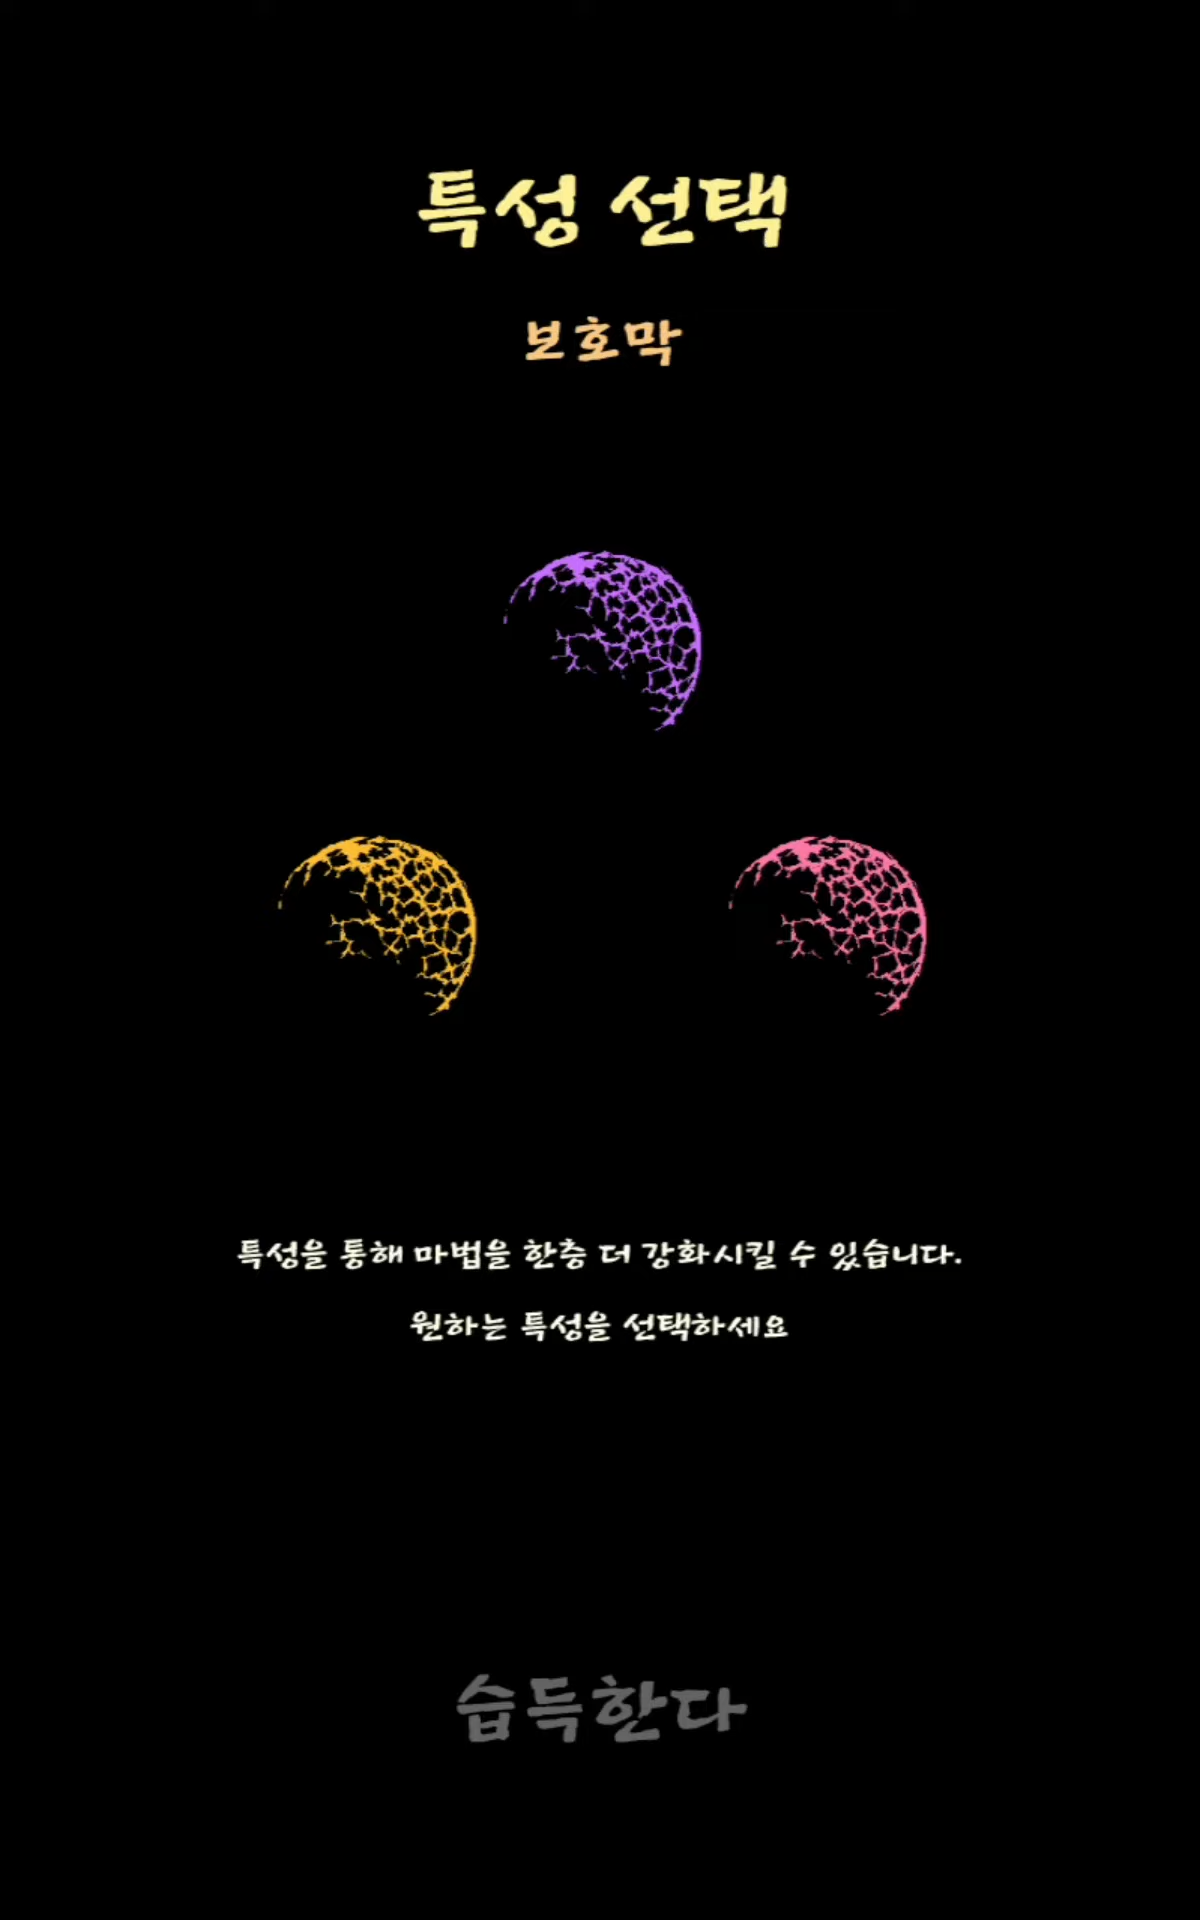 특성 선택
보호막
특성을 통해 마법을 한층 더 강화시킬 수 있습니다.
원하는 특성을 선택하세요
습득한다